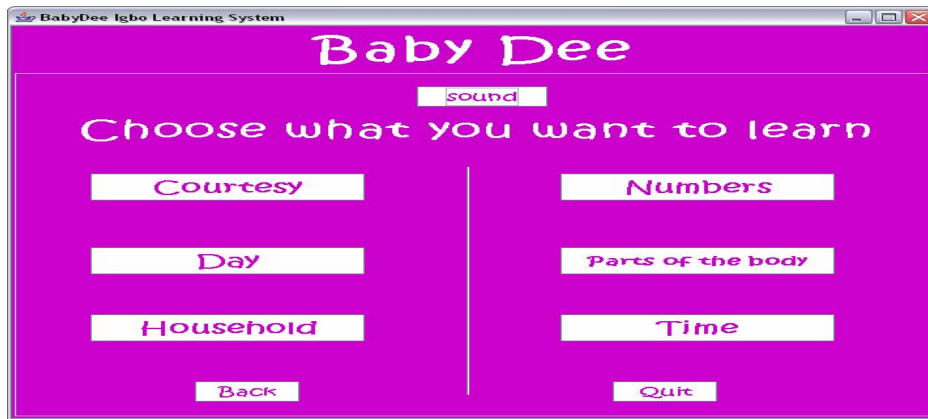 BabyDee Igbo Learning System
Baby Dee
sound
Choose what you want to learn
Courtesy
Numbers
Day
Parts of the body
Household
Time
Back
Quit